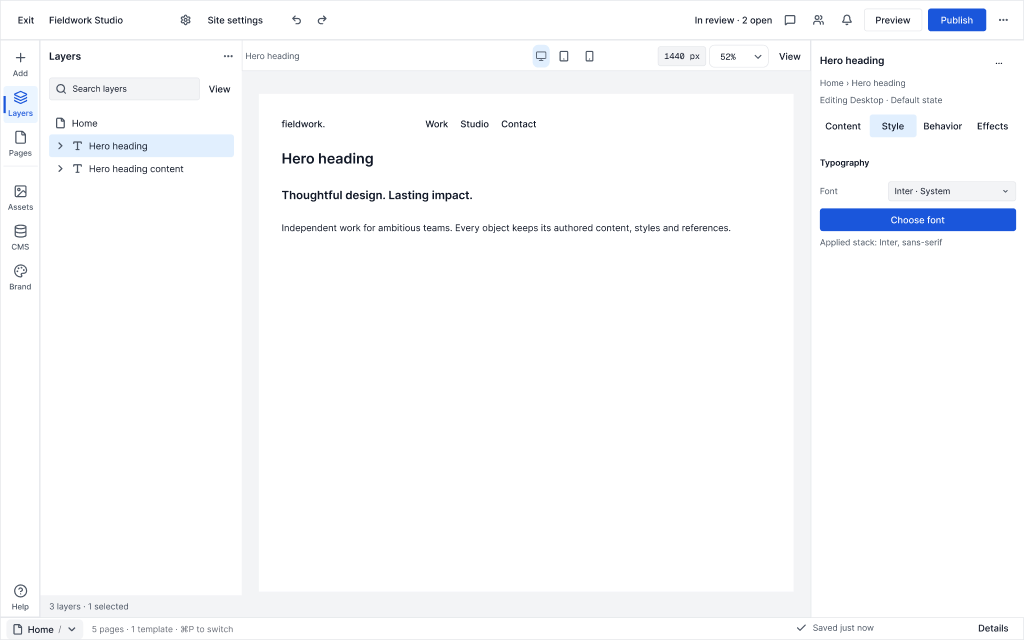 Exit
Fieldwork Studio
Site settings
In review · 2 open
Preview
Publish
Add
Layers
Pages
Assets
CMS
Brand
Help
Layers
Search layers
View
Home
Hero heading
Hero heading content
3 layers · 1 selected
Hero heading
1440 px
52%
View
fieldwork.
Work
Studio
Contact
Hero heading
Thoughtful design. Lasting impact.
Independent work for ambitious teams. Every object keeps its authored content, styles and references.
Hero heading
Home › Hero heading
Editing Desktop · Default state
Content
Style
Behavior
Effects
Typography
Font
Inter · System
Choose font
Applied stack: Inter, sans-serif
Home /
5 pages · 1 template · ⌘P to switch
Saved just now
Details